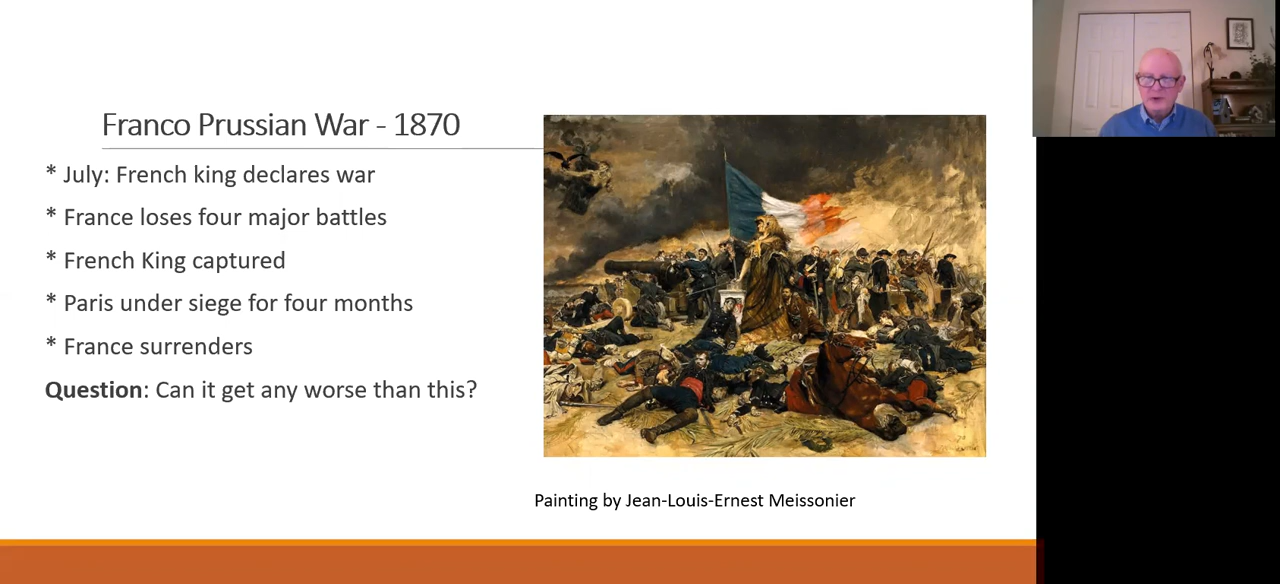 Franco Prussian War - 1870
* July: French king declares war
* France loses four major battles
* French King captured
* Paris under siege for four months
* France surrenders
Question: Can it get any worse than this?
Painting by Jean-Louis-Ernest Meissonier